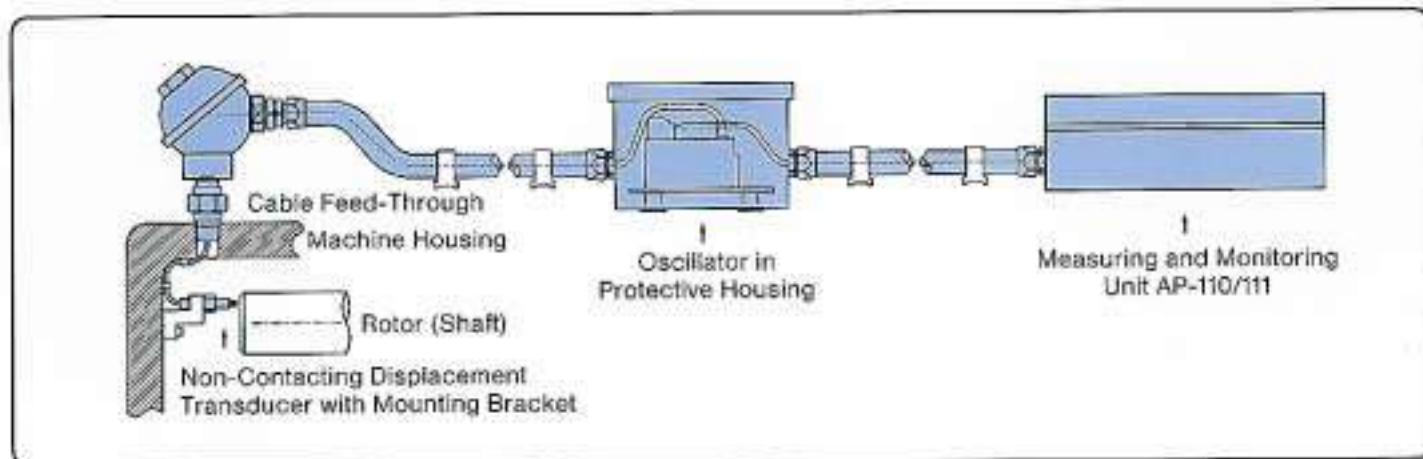 Cable Feed-Through
Machine Housing
Rotor (Shaft)
Non-Contacting Displacement
Transducer with Mounting Bracket
Oscillator in
Protective Housing
Measuring and Monitoring
Unit AP-110/111